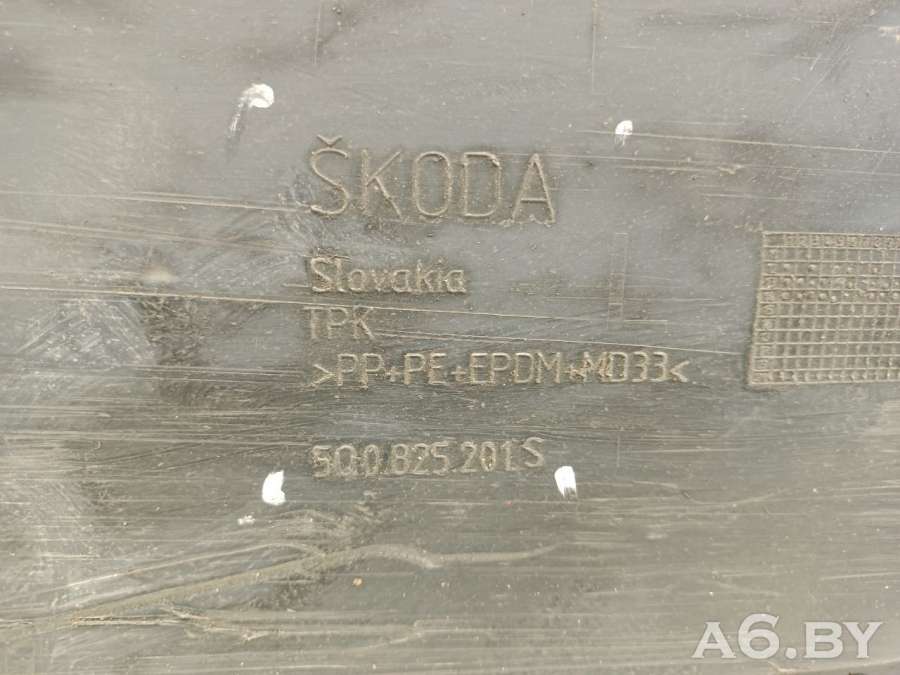 ŠKODA
Slovakia
TPK
>PP+PE+EPDM+MD33<
5Q0.825.201.S
A6.BY